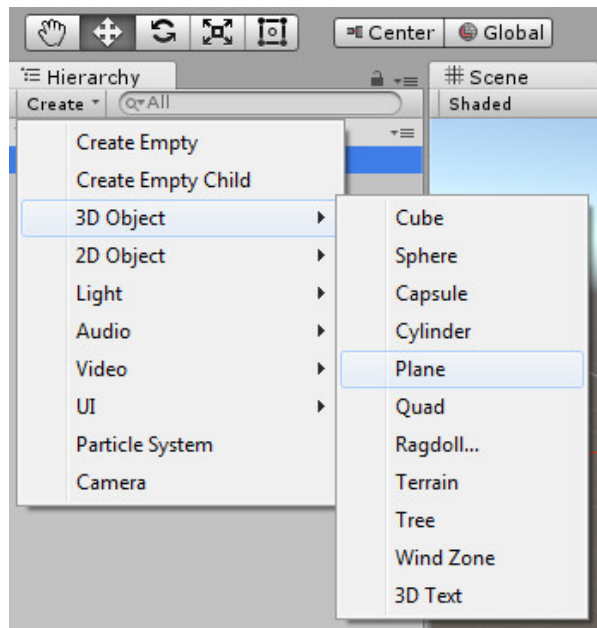 Center Global
Hierarchy
# Scene
Create All
Shaded
Create Empty
Create Empty Child
3D Object
2D Object
Light
Audio
Video
UI
Particle System
Camera
Cube
Sphere
Capsule
Cylinder
Plane
Quad
Ragdoll...
Terrain
Tree
Wind Zone
3D Text